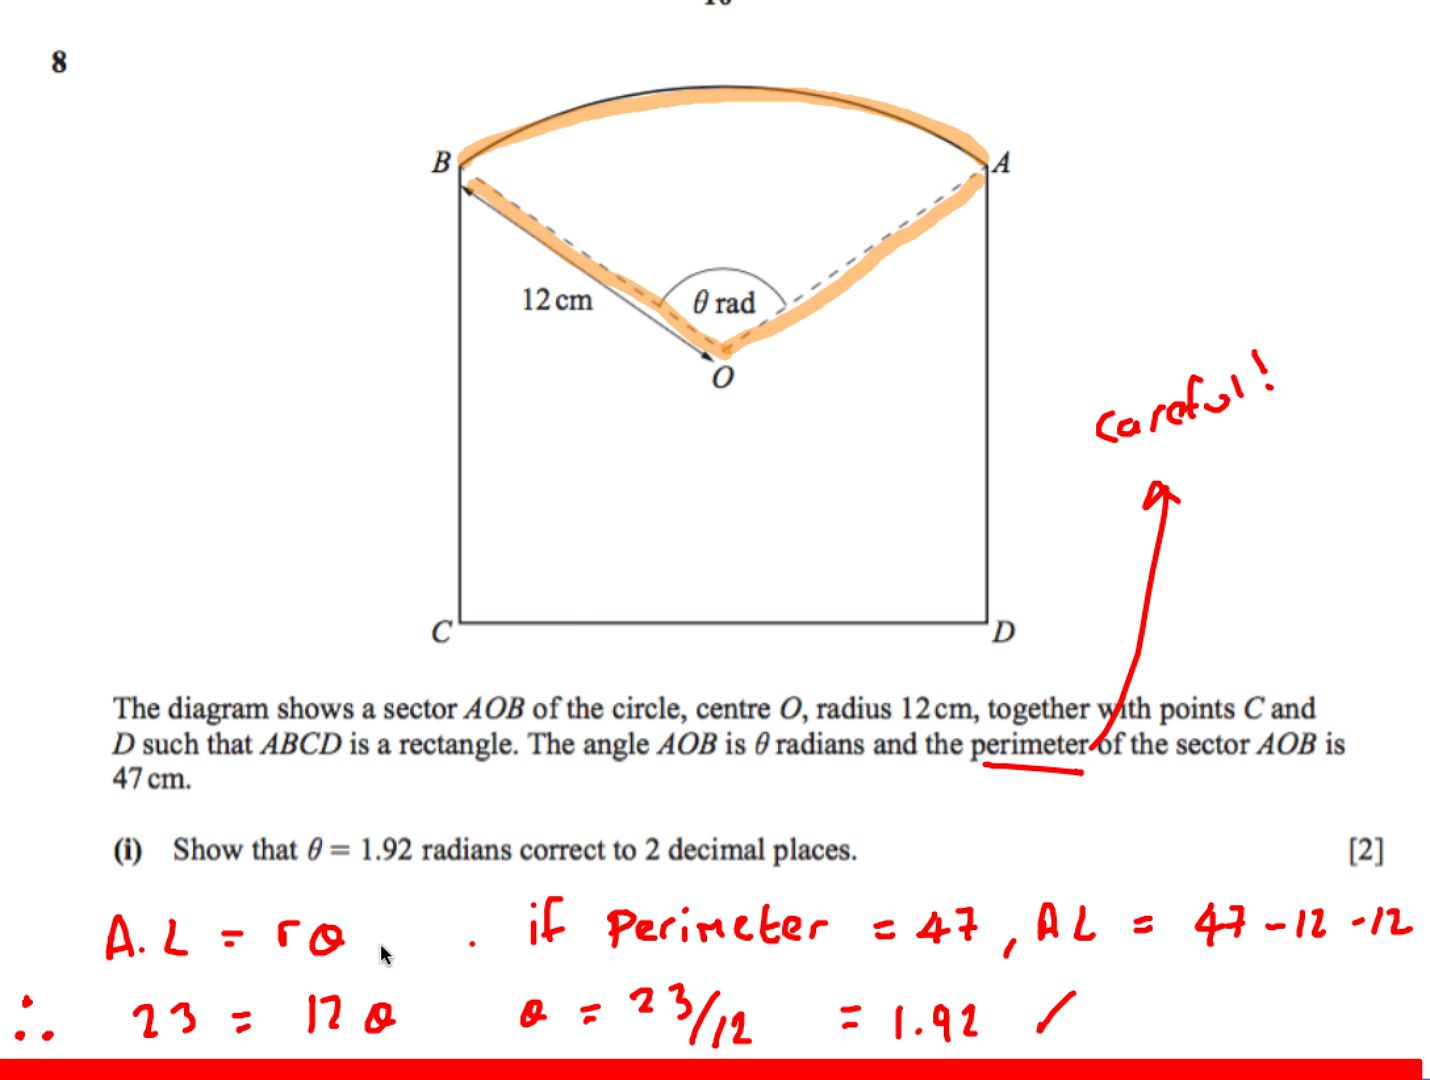 8
B
A
12 cm
θ rad
O
careful!
C
D
The diagram shows a sector AOB of the circle, centre O, radius 12 cm, together with points C and
D such that ABCD is a rectangle. The angle AOB is θ radians and the perimeter of the sector AOB is
47 cm.
(i) Show that θ = 1.92 radians correct to 2 decimal places. [2]
A.L = rθ . if Perimeter = 47, AL = 47-12-12
∴ 23 = 12θ θ = 23/12 = 1.92 ✓